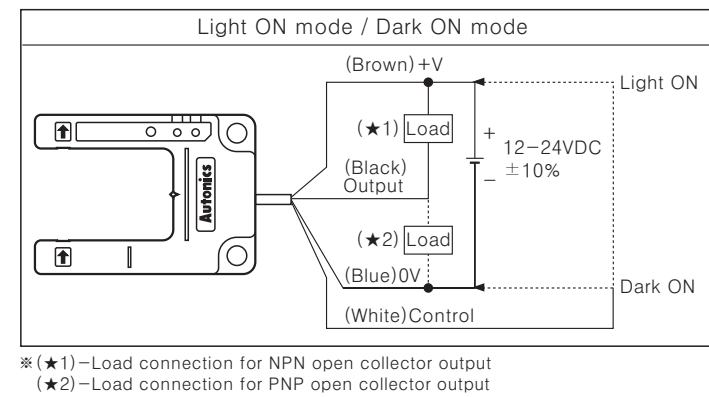 Light ON mode / Dark ON mode
(Brown)+V
Light ON
(★1) Load
+
12-24VDC
±10%
-
(Black)
Output
Autonics
(★2) Load
(Blue)0V
Dark ON
(White)Control
※(★1)-Load connection for NPN open collector output
(★2)-Load connection for PNP open collector output